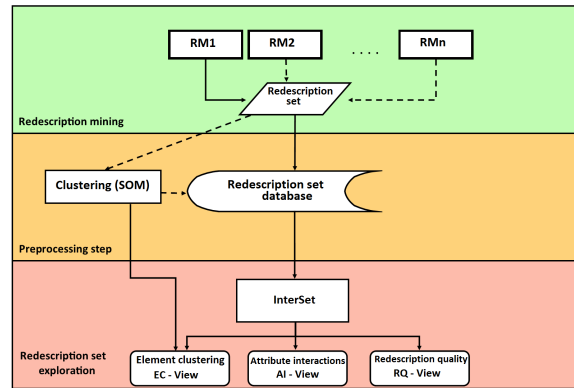 RM1
RM2
. . . .
RMn
Redescription
set
Redescription mining
Clustering (SOM)
Redescription set
database
Preprocessing step
InterSet
Redescription set
exploration
Element clustering
EC - View
Attribute interactions
AI - View
Redescription quality
RQ - View